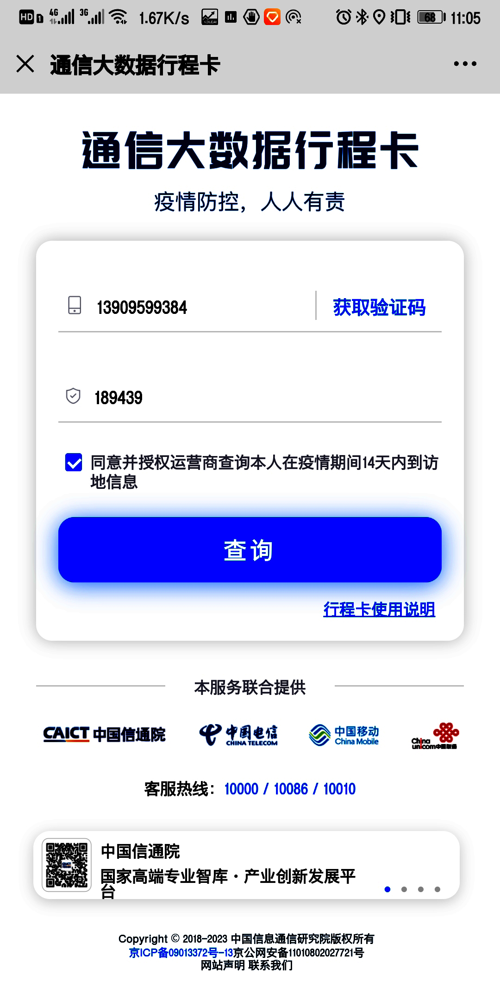 HD 1 4G 3G 1.67K/s KOUDAI 68 11:05
通信大数据行程卡
通信大数据行程卡
疫情防控，人人有责
13909599384 获取验证码
189439
同意并授权运营商查询本人在疫情期间14天内到访
地信息
查询
行程卡使用说明
本服务联合提供
CAICT 中国信通院 中国电信 CHINA TELECOM 中国移动 China Mobile China unicom中国联通
客服热线：10000 / 10086 / 10010
中国信通院
国家高端专业智库·产业创新发展平
台
Copyright © 2018-2023 中国信息通信研究院版权所有
京ICP备09013372号-13京公网安备11010802027721号
网站声明 联系我们